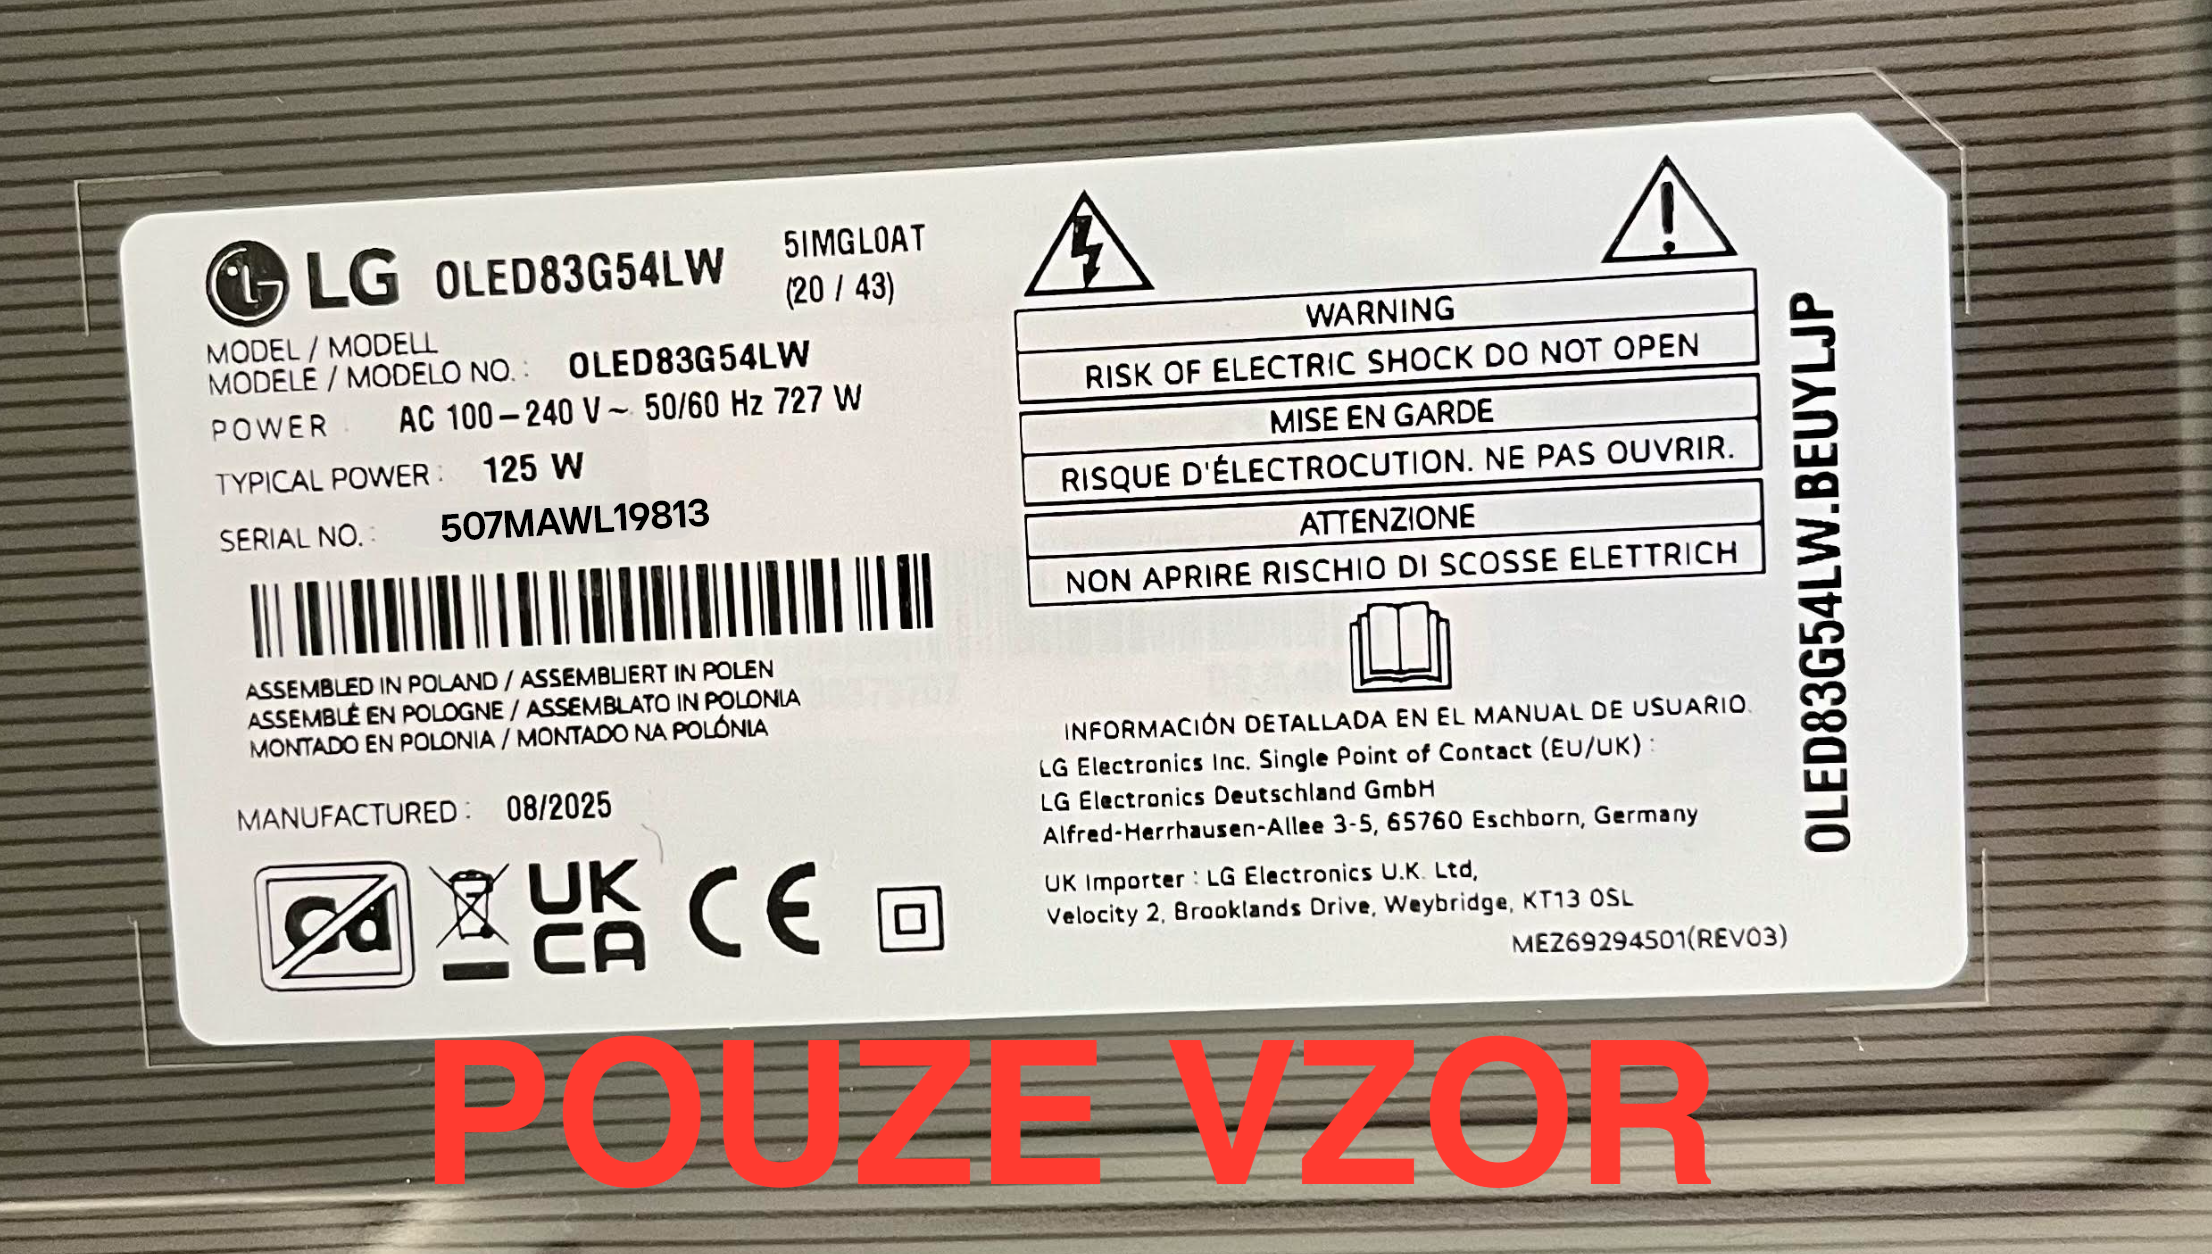 LG OLED83G54LW 5IMGL0AT
(20 / 43)
MODEL / MODELL
MODELE / MODELO NO. : OLED83G54LW
POWER : AC 100-240 V~ 50/60 Hz 727 W
TYPICAL POWER : 125 W
SERIAL NO. : 507MAWL19813
ASSEMBLED IN POLAND / ASSEMBLIERT IN POLEN
ASSEMBLÉ EN POLOGNE / ASSEMBLATO IN POLONIA
MONTADO EN POLONIA / MONTADO NA POLÓNIA
MANUFACTURED : 08/2025
Cd
UK
CA
CE
WARNING
RISK OF ELECTRIC SHOCK DO NOT OPEN
MISE EN GARDE
RISQUE D'ÉLECTROCUTION. NE PAS OUVRIR.
ATTENZIONE
NON APRIRE RISCHIO DI SCOSSE ELETTRICH
INFORMACIÓN DETALLADA EN EL MANUAL DE USUARIO.
LG Electronics Inc. Single Point of Contact (EU/UK) :
LG Electronics Deutschland GmbH
Alfred-Herrhausen-Allee 3-5, 65760 Eschborn, Germany
UK Importer : LG Electronics U.K. Ltd,
Velocity 2, Brooklands Drive, Weybridge, KT13 0SL
MEZ69294501(REV03)
OLED83G54LW.BEUYLJP
POUZE VZOR